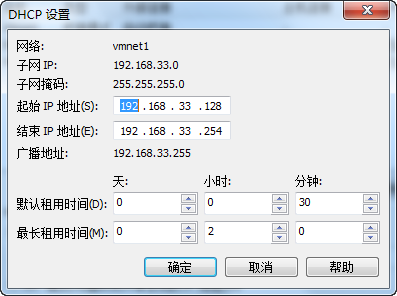 DHCP 设置
网络: vmnet1
子网 IP: 192.168.33.0
子网掩码: 255.255.255.0
起始 IP 地址(S): 192 . 168 . 33 . 128
结束 IP 地址(E): 192 . 168 . 33 . 254
广播地址: 192.168.33.255
天: 小时: 分钟:
默认租用时间(D): 0 0 30
最长租用时间(M): 0 2 0
确定 取消 帮助